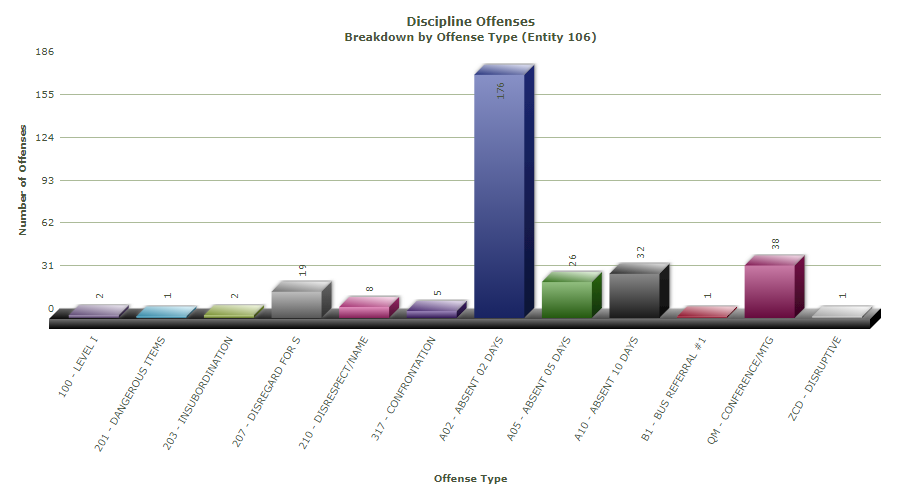 Discipline Offenses
Breakdown by Offense Type (Entity 106)
Number of Offenses
186
155
124
93
62
31
0
2
1
2
19
8
5
176
26
32
1
38
1
100 - LEVEL I
201 - DANGEROUS ITEMS
203 - INSUBORDINATION
207 - DISREGARD FOR S
210 - DISRESPECT/NAME
317 - CONFRONTATION
A02 - ABSENT 02 DAYS
A05 - ABSENT 05 DAYS
A10 - ABSENT 10 DAYS
B1 - BUS REFERRAL #1
QM - CONFERENCE/MTG
ZCD - DISRUPTIVE
Offense Type